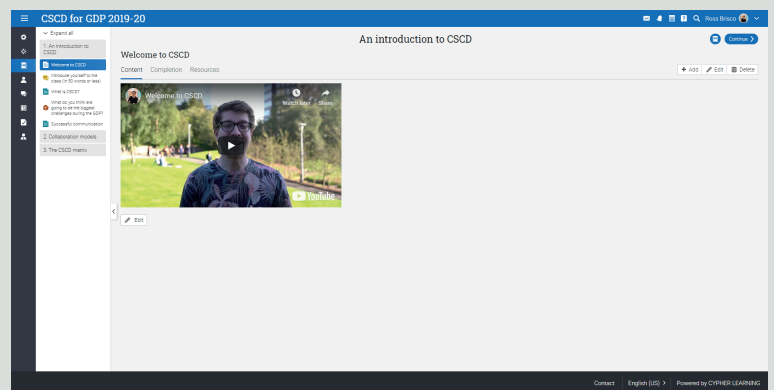 CSCD for GDP 2019-20
Ross Brisco
Expand all
1. An introduction to
CSCD
Welcome to CSCD
Introduce yourself to the
class (in 50 words or less)
What is CSCD?
What do you think are
going to be the biggest
challenges during the GDP?
Successful communication
2. Collaboration models
3. The CSCD matrix
An introduction to CSCD
Continue
Welcome to CSCD
Content Completion Resources
Add Edit Delete
Welcome to CSCD
Watch later Share
YouTube
Edit
Contact English (US) Powered by CYPHER LEARNING